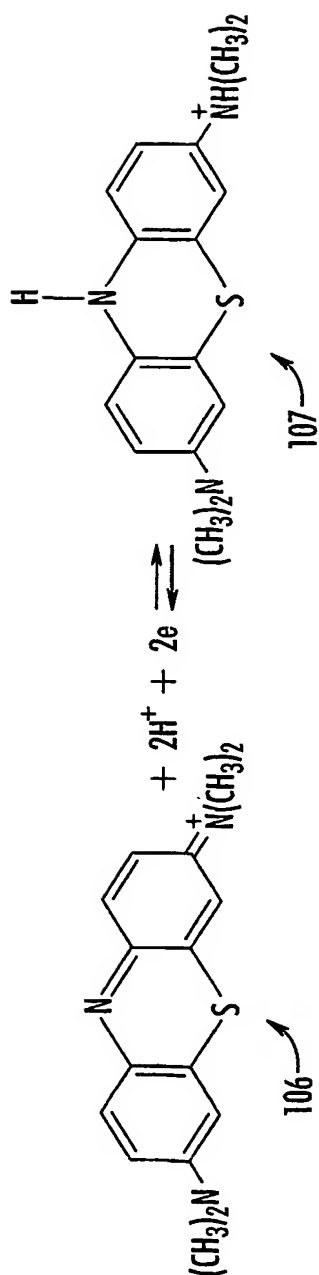 N
(CH₃)₂N
S
⁺N(CH₃)₂
106
+ 2H⁺ + 2e ⇌
H
N
(CH₃)₂N
S
⁺NH(CH₃)₂
107